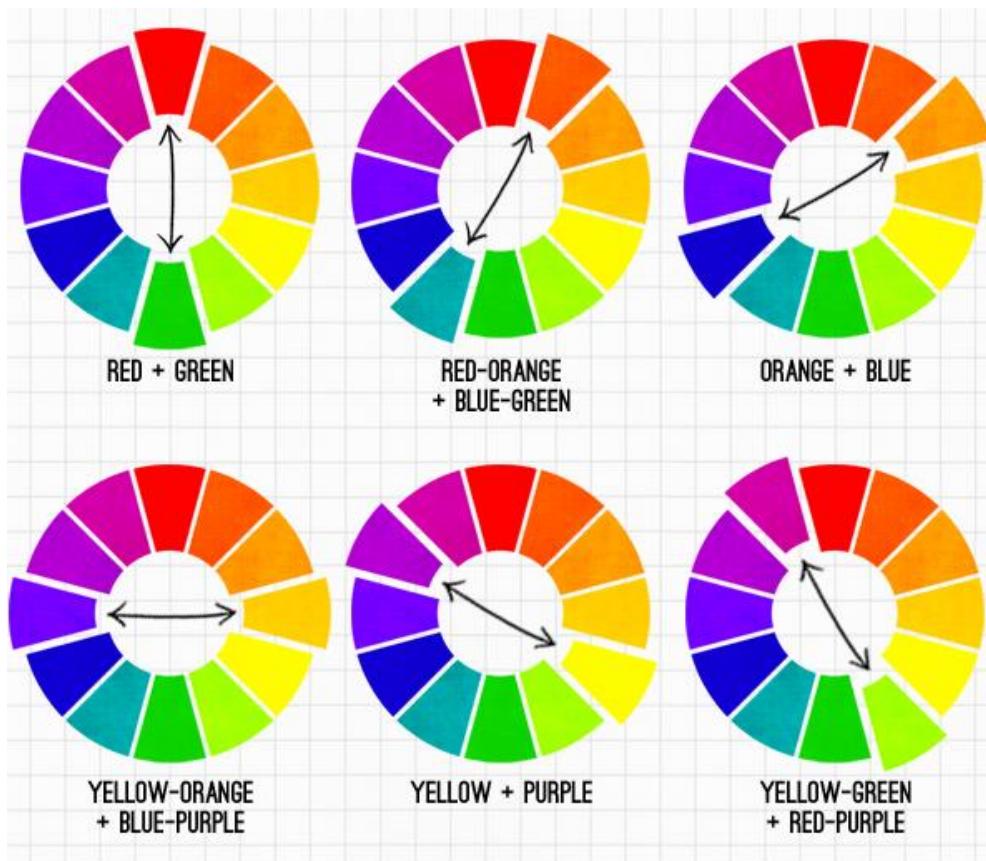 RED + GREEN
RED-ORANGE
+ BLUE-GREEN
ORANGE + BLUE
YELLOW-ORANGE
+ BLUE-PURPLE
YELLOW + PURPLE
YELLOW-GREEN
+ RED-PURPLE